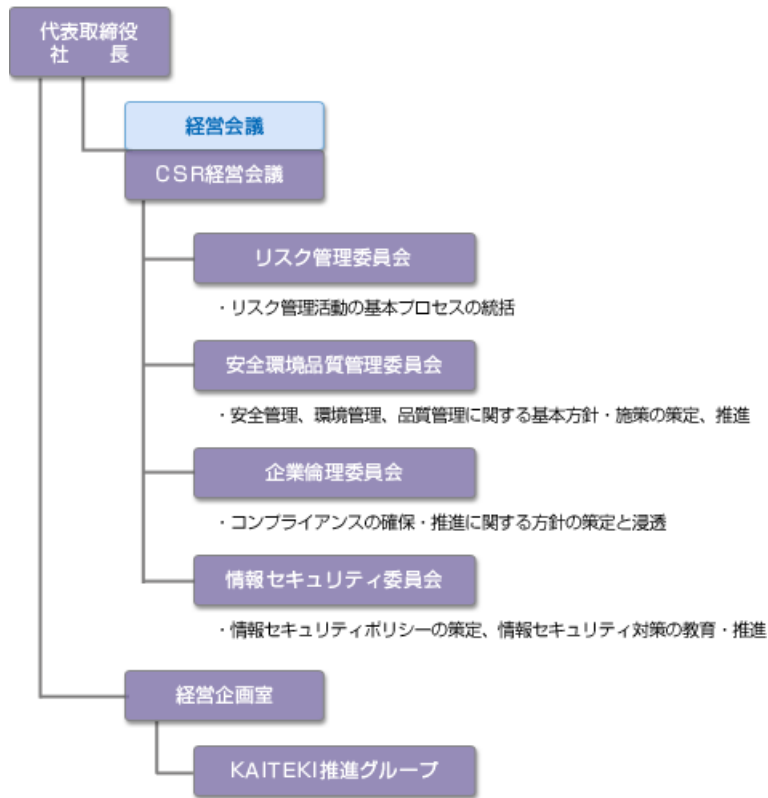 代表取締役
社　長
経営会議
CSR経営会議
リスク管理委員会
・リスク管理活動の基本プロセスの統括
安全環境品質管理委員会
・安全管理、環境管理、品質管理に関する基本方針・施策の策定、推進
企業倫理委員会
・コンプライアンスの確保・推進に関する方針の策定と浸透
情報セキュリティ委員会
・情報セキュリティポリシーの策定、情報セキュリティ対策の教育・推進
経営企画室
KAITEKI推進グループ